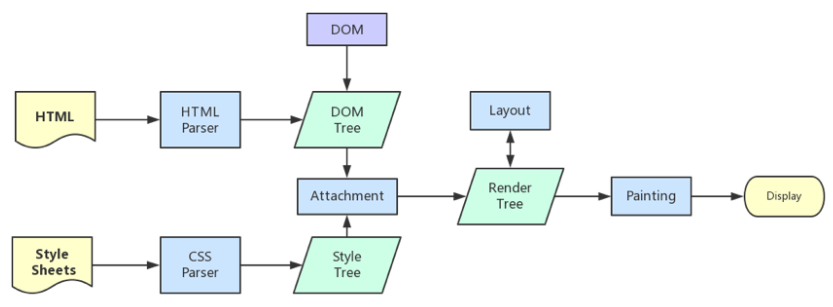 DOM
HTML
HTML
Parser
DOM
Tree
Layout
Attachment
Render
Tree
Painting
Display
Style
Sheets
CSS
Parser
Style
Tree